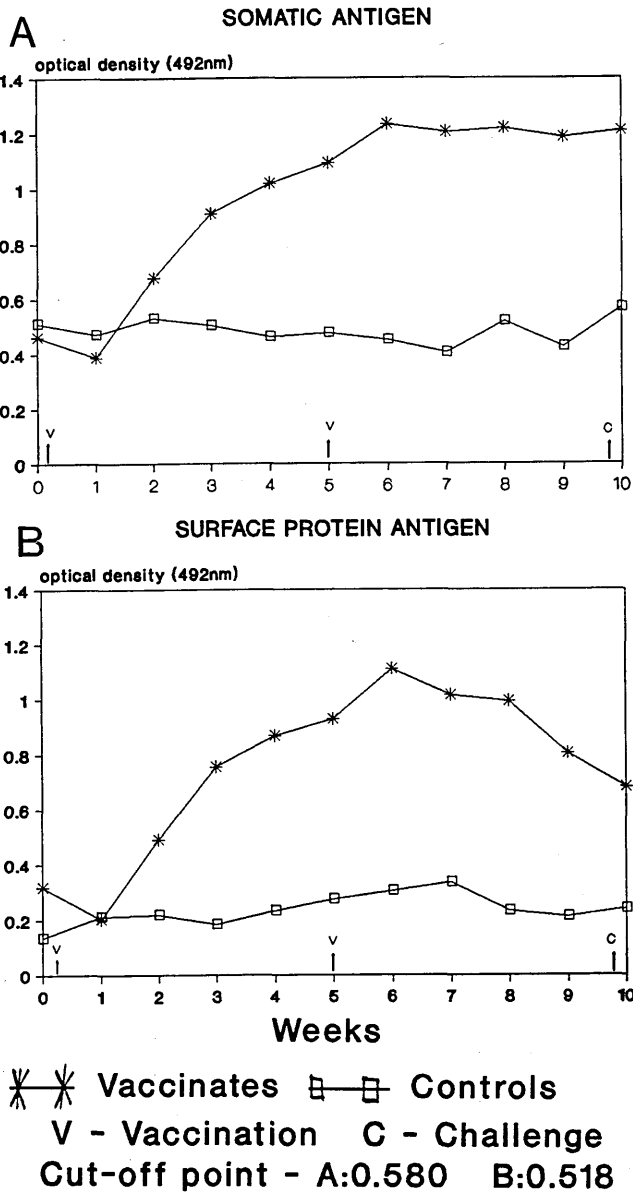 A
SOMATIC ANTIGEN
optical density (492nm)
1.4
1.2
1
0.8
0.6
0.4
0.2
0
V
V
C
0 1 2 3 4 5 6 7 8 9 10
B
SURFACE PROTEIN ANTIGEN
optical density (492nm)
1.4
1.2
1
0.8
0.6
0.4
0.2
0
V
V
C
0 1 2 3 4 5 6 7 8 9 10
Weeks
Vaccinates Controls
V - Vaccination C - Challenge
Cut-off point - A:0.580 B:0.518